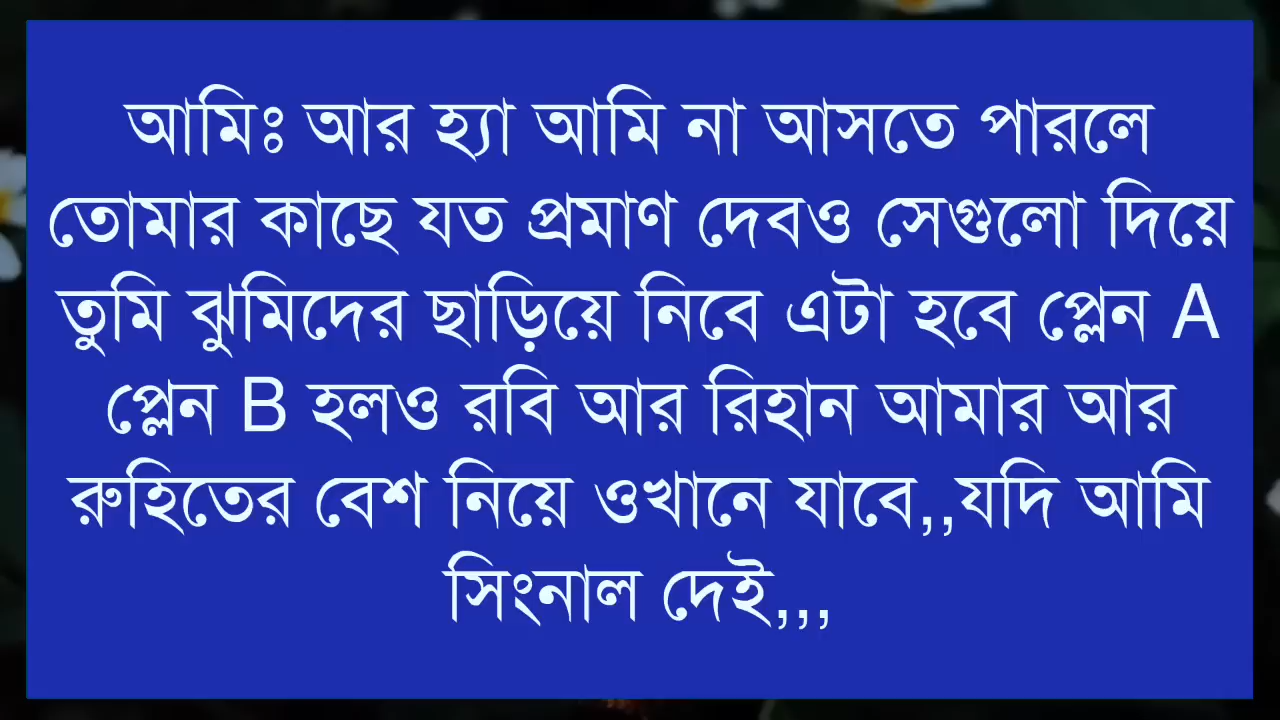 আমিঃ আর হ্যা আমি না আসতে পারলে
তোমার কাছে যত প্রমাণ দেবও সেগুলো দিয়ে
তুমি ঝুমিদের ছাড়িয়ে নিবে এটা হবে প্লেন A
প্লেন B হলও রবি আর রিহান আমার আর
রুহিতের বেশ নিয়ে ওখানে যাবে,,যদি আমি
সিংনাল দেই,,,